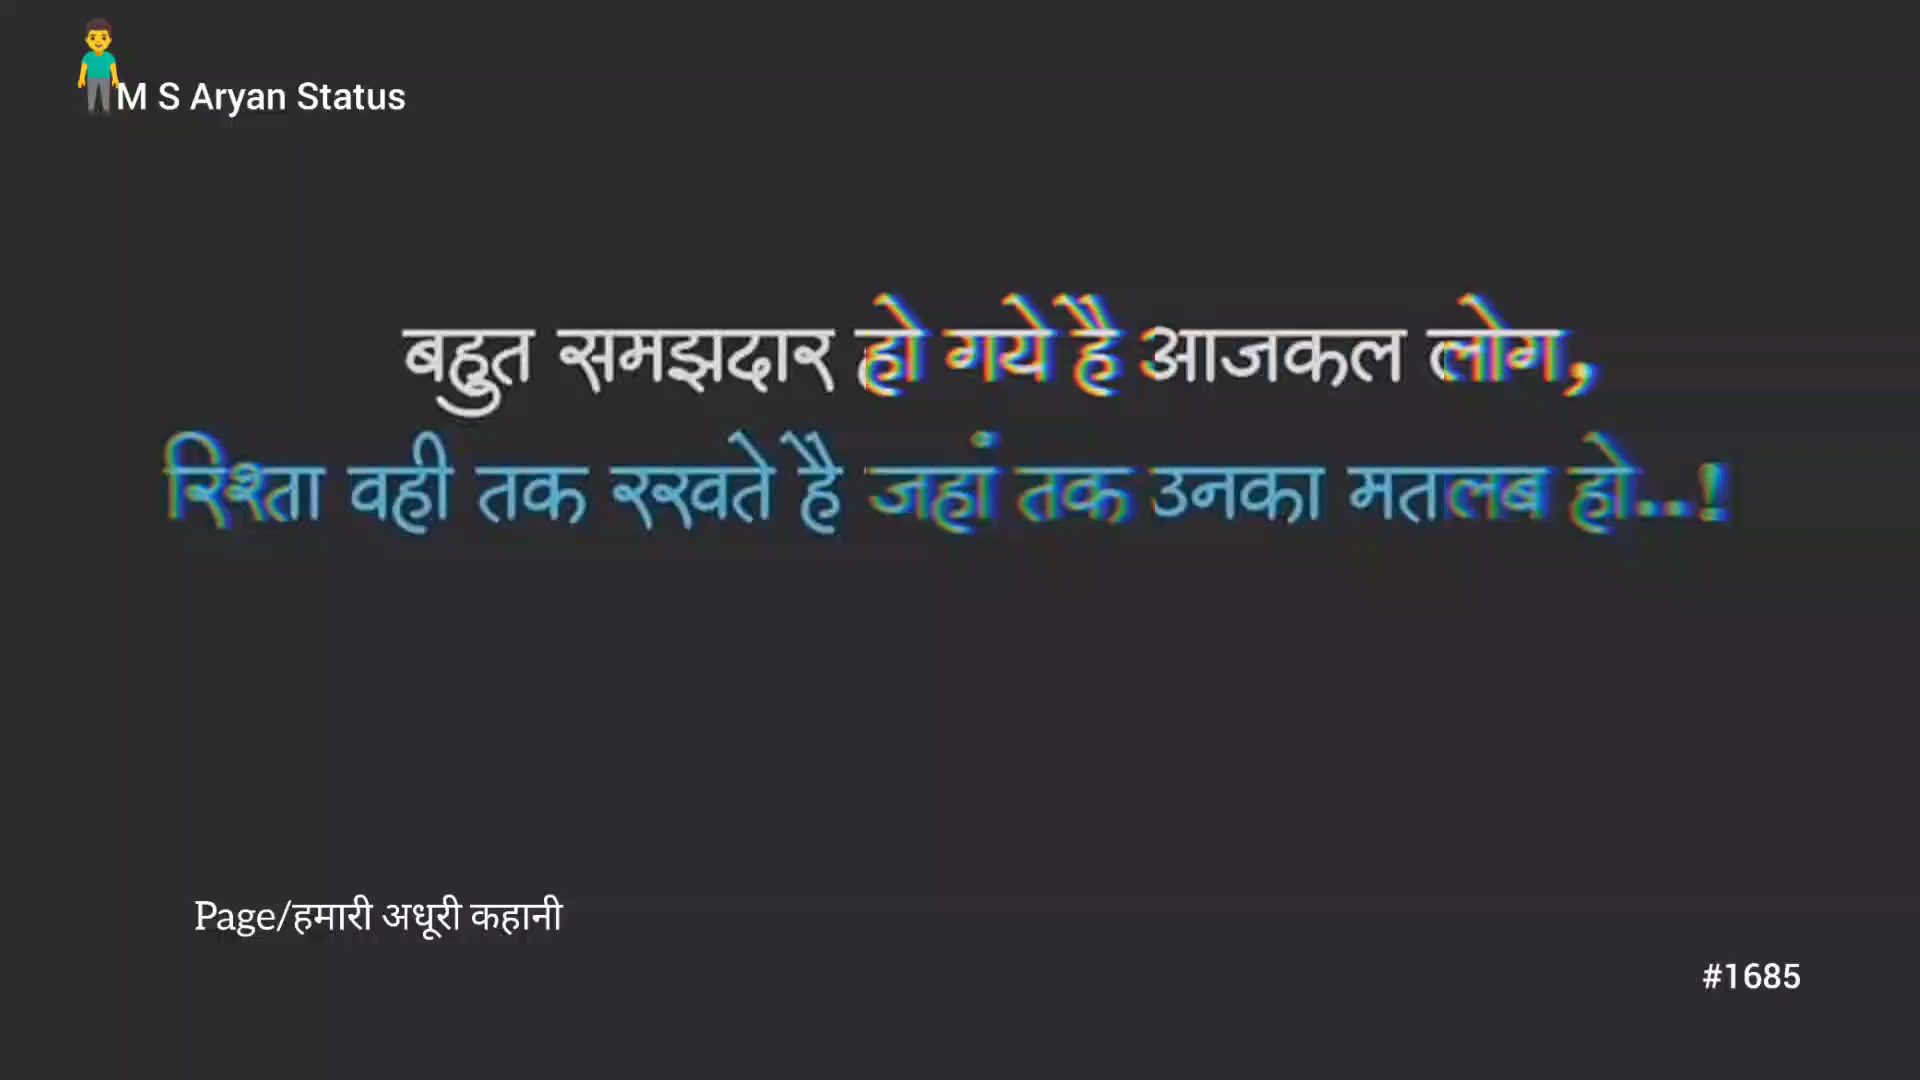 M S Aryan Status
बहुत समझदार हो गये है आजकल लोग,
रिश्ता वही तक रखते है जहां तक उनका मतलब हो..!
Page/हमारी अधूरी कहानी
#1685